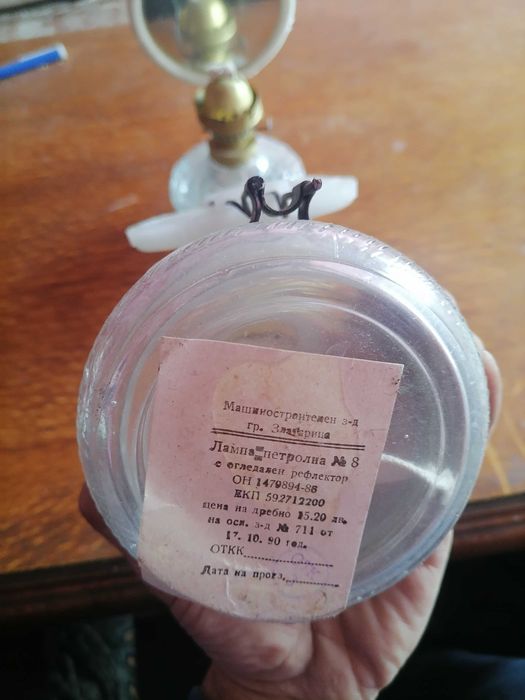 Машиностроителен з-д
гр. Златарица
Лампа петролна № 8
с огледален рефлектор
ОН 1479894-86
ЕКП 592712200
цена на дребно 15.20 лв.
на осн. з-д № 711 от
17. 10. 90 год.
ОТКК
Дата на произ.